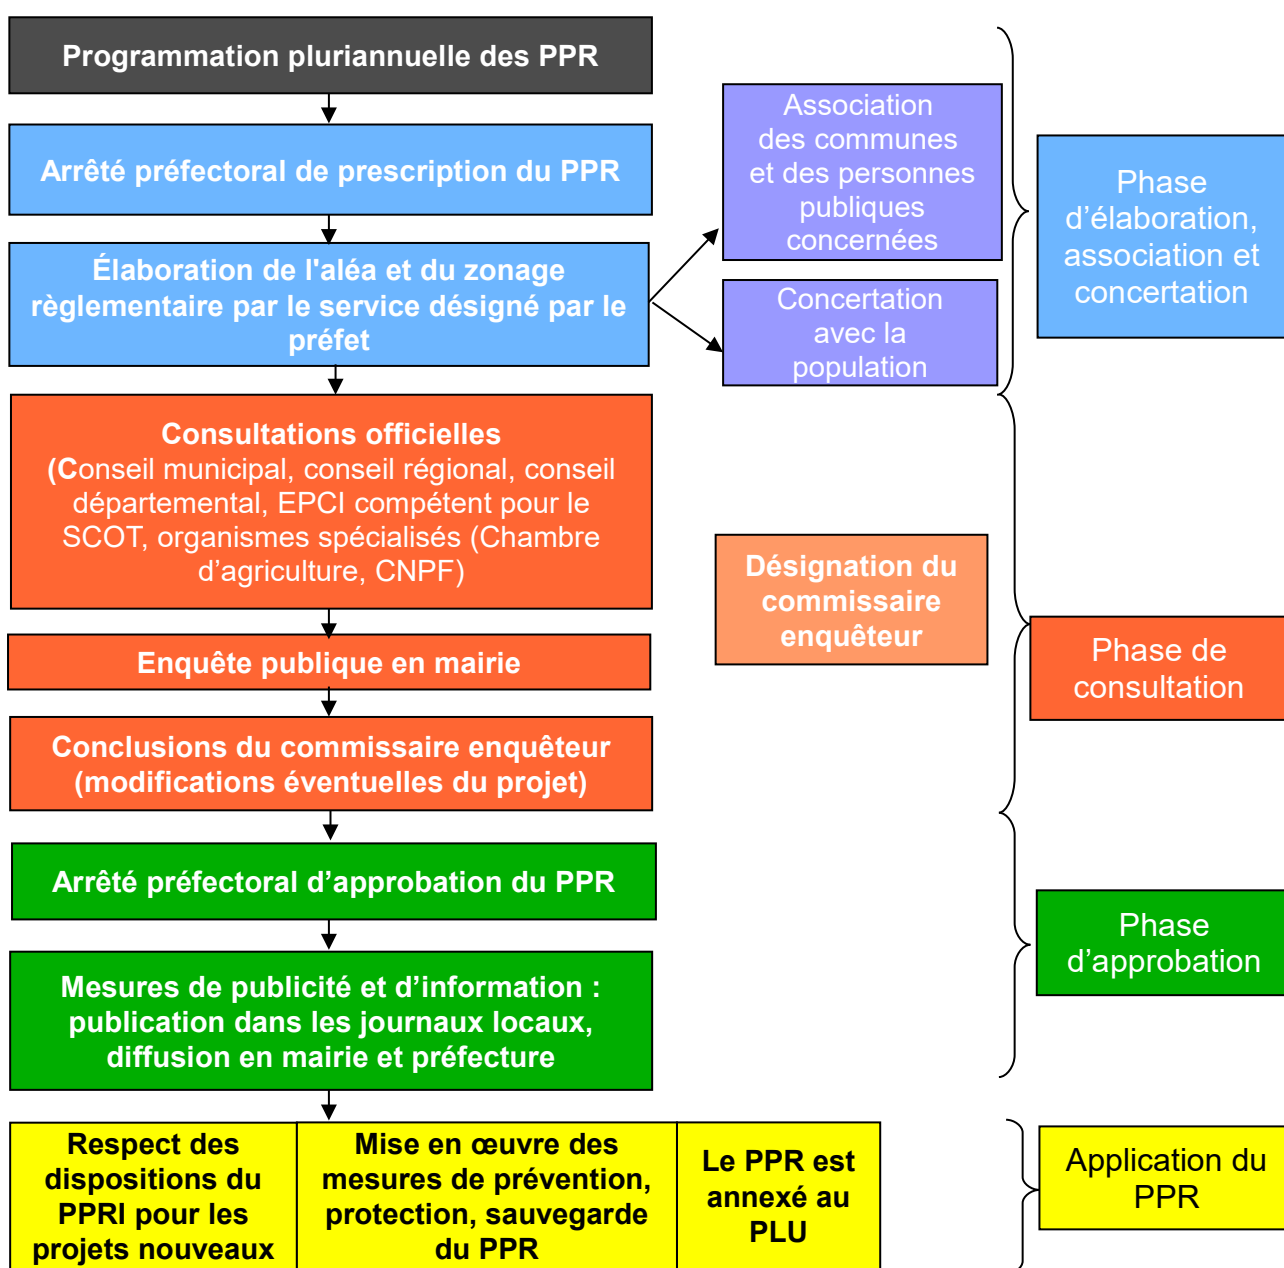 Programmation pluriannuelle des PPR
Arrêté préfectoral de prescription du PPR
Élaboration de l'aléa et du zonage
règlementaire par le service désigné par le
préfet
Association
des communes
et des personnes
publiques
concernées
Concertation
avec la
population
Phase
d’élaboration,
association et
concertation
Consultations officielles
(Conseil municipal, conseil régional, conseil
départemental, EPCI compétent pour le
SCOT, organismes spécialisés (Chambre
d’agriculture, CNPF)
Désignation du
commissaire
enquêteur
Enquête publique en mairie
Conclusions du commissaire enquêteur
(modifications éventuelles du projet)
Phase de
consultation
Arrêté préfectoral d’approbation du PPR
Mesures de publicité et d’information :
publication dans les journaux locaux,
diffusion en mairie et préfecture
Phase
d’approbation
Respect des
dispositions du
PPRI pour les
projets nouveaux
Mise en œuvre des
mesures de prévention,
protection, sauvegarde
du PPR
Le PPR est
annexé au
PLU
Application du
PPR